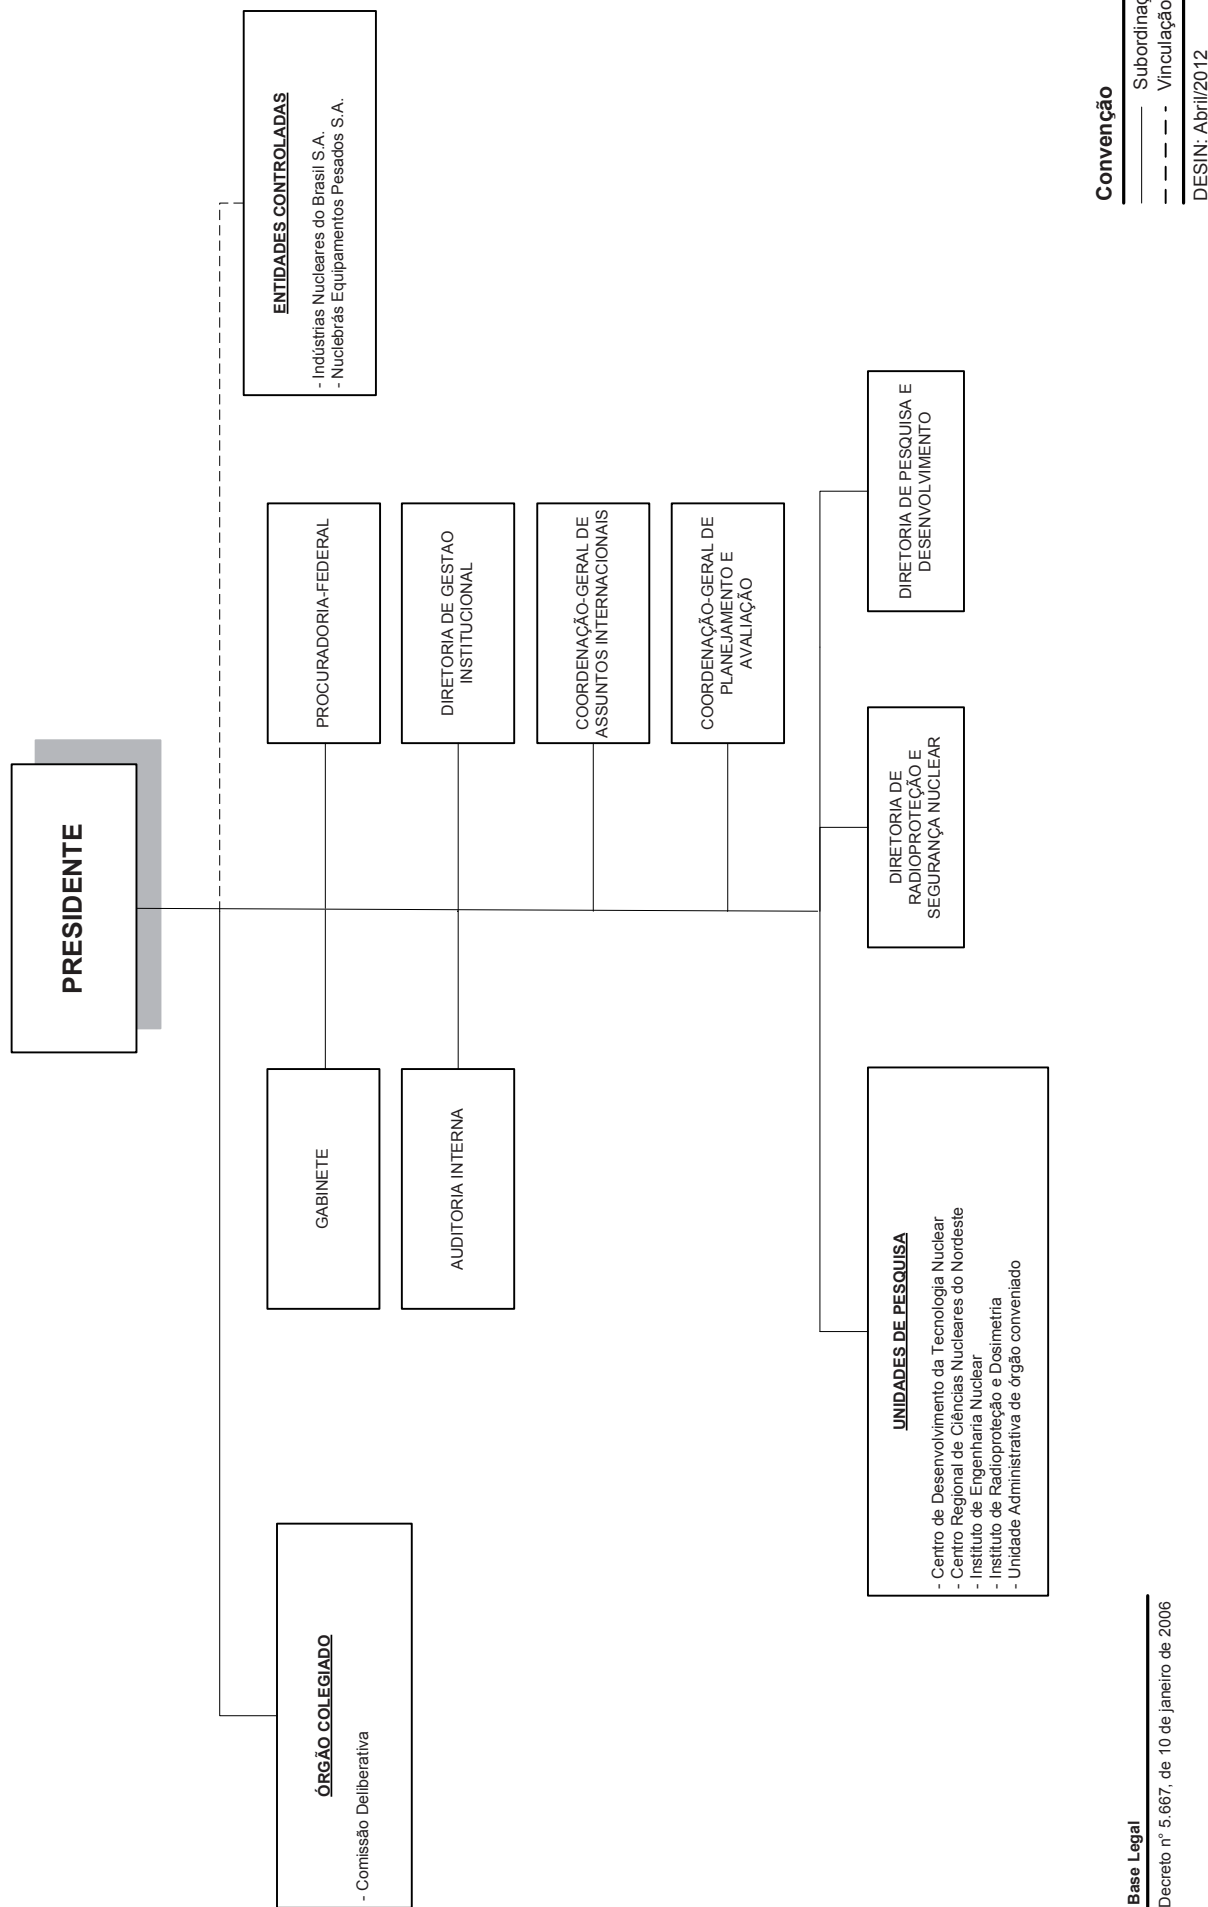 PRESIDENTE
ÓRGÃO COLEGIADO
- Comissão Deliberativa
ENTIDADES CONTROLADAS
- Indústrias Nucleares do Brasil S.A.
- Nuclebrás Equipamentos Pesados S.A.
GABINETE
PROCURADORIA-FEDERAL
AUDITORIA INTERNA
DIRETORIA DE GESTAO
INSTITUCIONAL
COORDENAÇÃO-GERAL DE
ASSUNTOS INTERNACIONAIS
COORDENAÇÃO-GERAL DE
PLANEJAMENTO E
AVALIAÇÃO
UNIDADES DE PESQUISA
- Centro de Desenvolvimento da Tecnologia Nuclear
- Centro Regional de Ciências Nucleares do Nordeste
- Instituto de Engenharia Nuclear
- Instituto de Radioproteção e Dosimetria
- Unidade Administrativa de órgão conveniado
DIRETORIA DE
RADIOPROTEÇÃO E
SEGURANÇA NUCLEAR
DIRETORIA DE PESQUISA E
DESENVOLVIMENTO
Base Legal
Decreto n° 5.667, de 10 de janeiro de 2006
Convenção
Vinculação
DESIN: Abril/2012